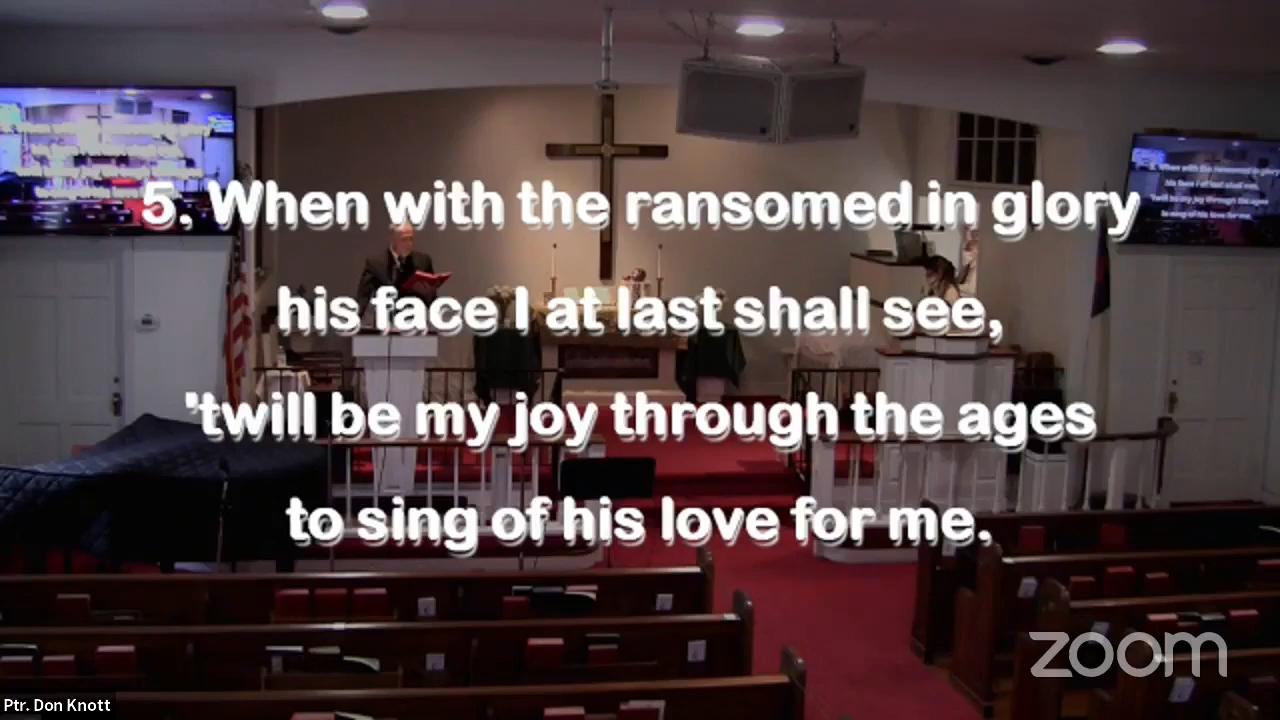 5. When with the ransomed in glory
his face I at last shall see,
'twill be my joy through the ages
to sing of his love for me.
zoom
Ptr. Don Knott